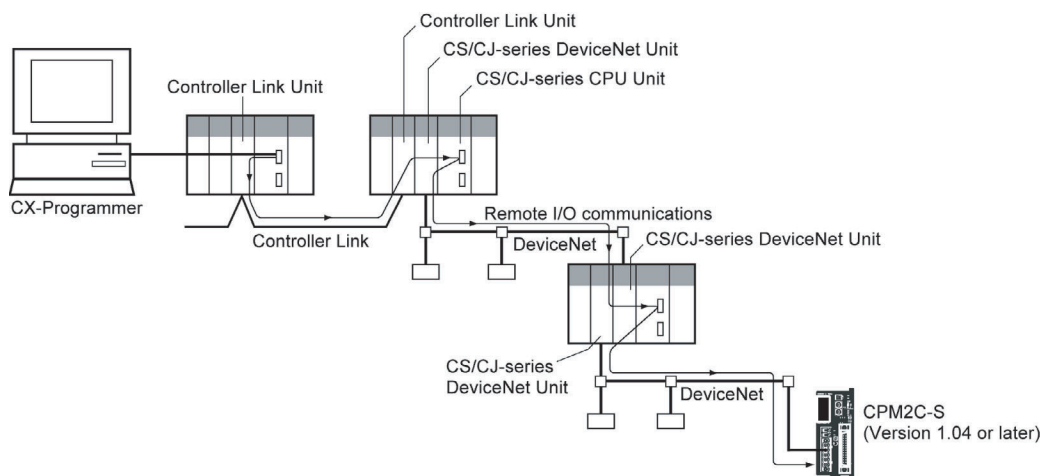 Controller Link Unit
CS/CJ-series DeviceNet Unit
CS/CJ-series CPU Unit
Controller Link Unit
CX-Programmer
Controller Link
Remote I/O communications
DeviceNet
CS/CJ-series DeviceNet Unit
CS/CJ-series
DeviceNet Unit
DeviceNet
CPM2C-S
(Version 1.04 or later)